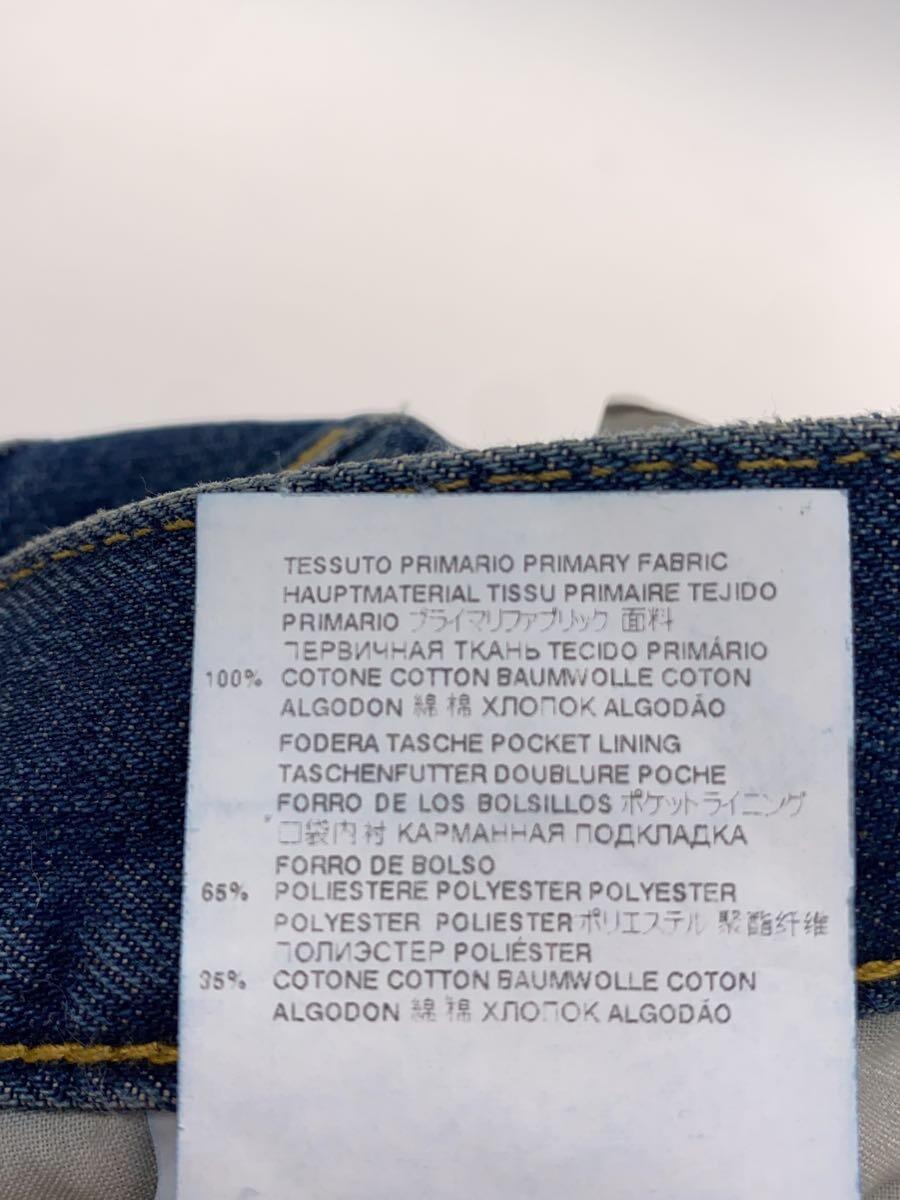 TESSUTO PRIMARIO PRIMARY FABRIC
HAUPTMATERIAL TISSU PRIMAIRE TEJIDO
PRIMARIO プライマリファブリック 面料
ПЕРВИЧНАЯ ТКАНЬ TECIDO PRIMÁRIO
100% COTONE COTTON BAUMWOLLE COTON
ALGODON 綿 棉 ХЛОПОК ALGODÃO
FODERA TASCHE POCKET LINING
TASCHENFUTTER DOUBLURE POCHE
FORRO DE LOS BOLSILLOS ポケットライニング
口袋内衬 КАРМАННАЯ ПОДКЛАДКА
FORRO DE BOLSO
65% POLIESTERE POLYESTER POLYESTER
POLYESTER POLIESTER ポリエステル 聚酯纤维
ПОЛИЭСТЕР POLIÉSTER
35% COTONE COTTON BAUMWOLLE COTON
ALGODON 綿 棉 ХЛОПОК ALGODÃO